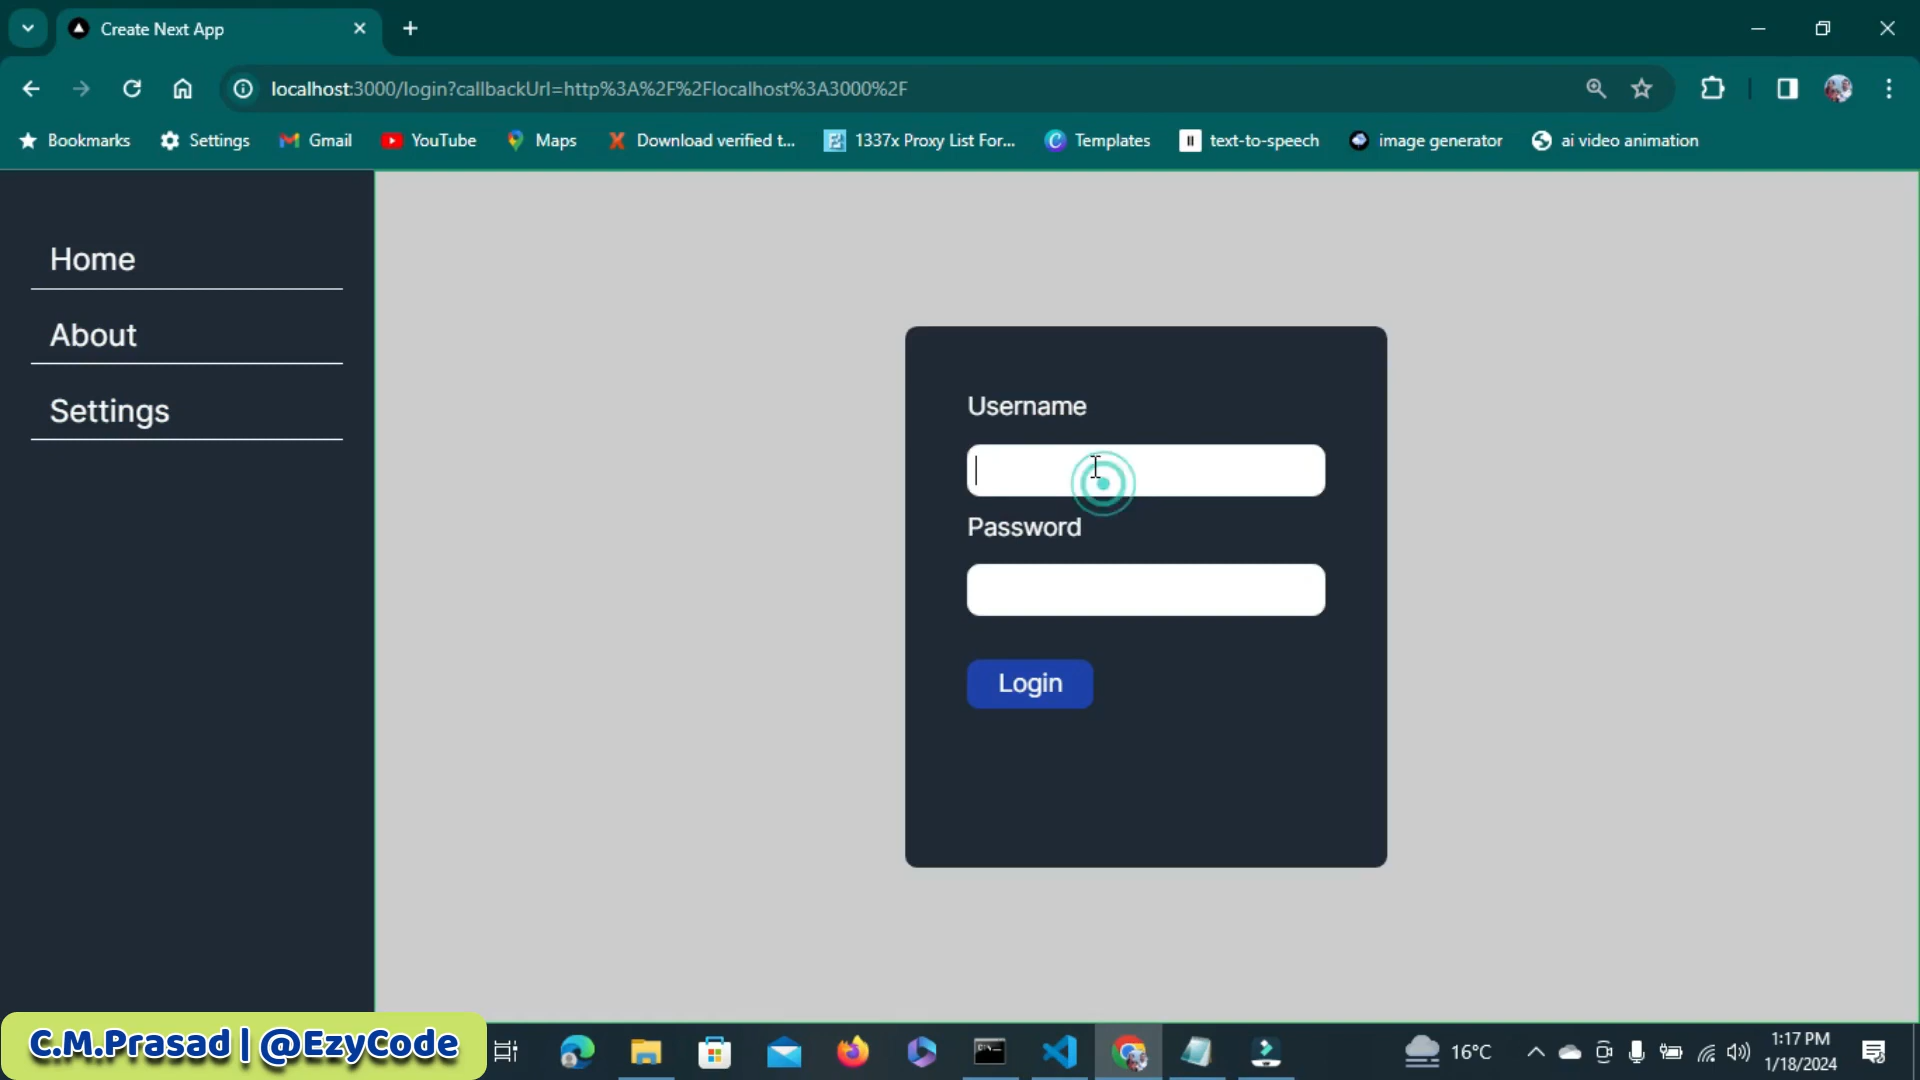 Create Next App
localhost:3000/login?callbackUrl=http%3A%2F%2Flocalhost%3A3000%2F
Bookmarks Settings Gmail YouTube Maps Download verified t... 1337x Proxy List For... Templates text-to-speech image generator ai video animation
Home
About
Settings
Username
Password
Login
C.M.Prasad | @EzyCode
16°C
1:17 PM
1/18/2024